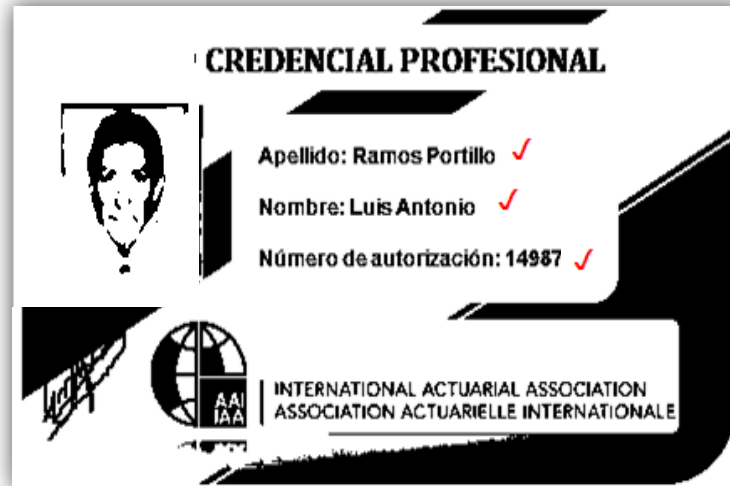 CREDENCIAL PROFESIONAL
Apellido: Ramos Portillo
Nombre: Luis Antonio
Número de autorización: 14987
AAI
IAA
INTERNATIONAL ACTUARIAL ASSOCIATION
ASSOCIATION ACTUARIELLE INTERNATIONALE